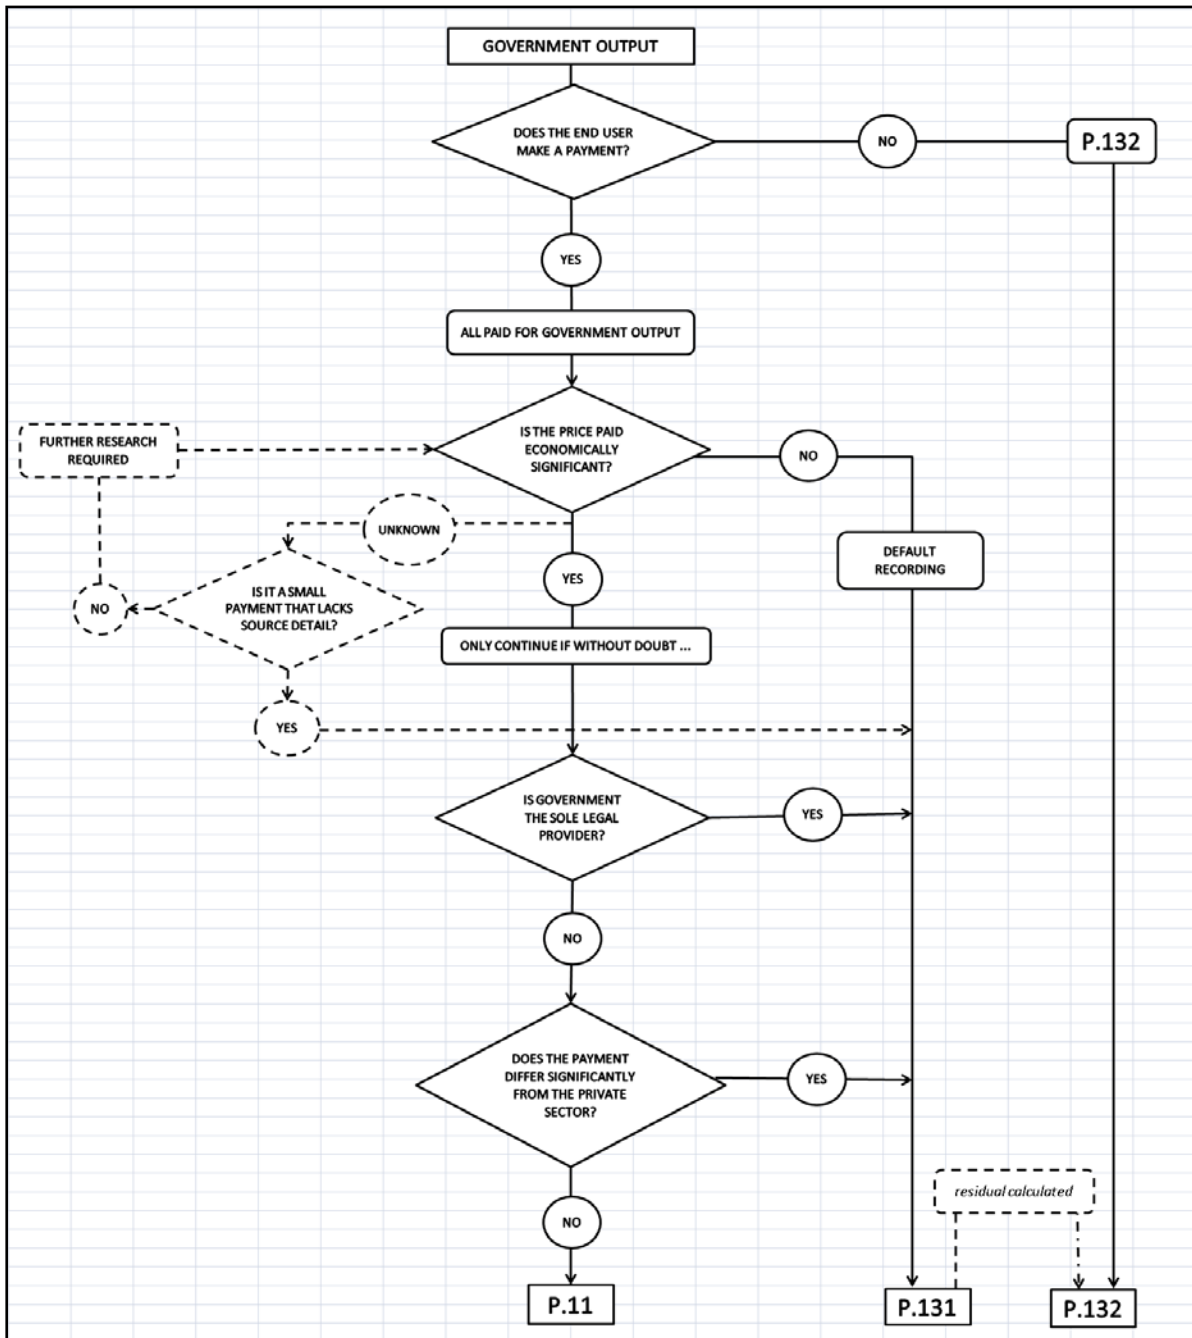 GOVERNMENT OUTPUT
DOES THE END USER
MAKE A PAYMENT?
NO
P.132
YES
ALL PAID FOR GOVERNMENT OUTPUT
FURTHER RESEARCH
REQUIRED
IS THE PRICE PAID
ECONOMICALLY
SIGNIFICANT?
NO
UNKNOWN
DEFAULT
RECORDING
YES
IS IT A SMALL
PAYMENT THAT LACKS
SOURCE DETAIL?
NO
ONLY CONTINUE IF WITHOUT DOUBT ...
YES
IS GOVERNMENT
THE SOLE LEGAL
PROVIDER?
YES
NO
DOES THE PAYMENT
DIFFER SIGNIFICANTLY
FROM THE PRIVATE
SECTOR?
YES
residual calculated
NO
P.11
P.131
P.132